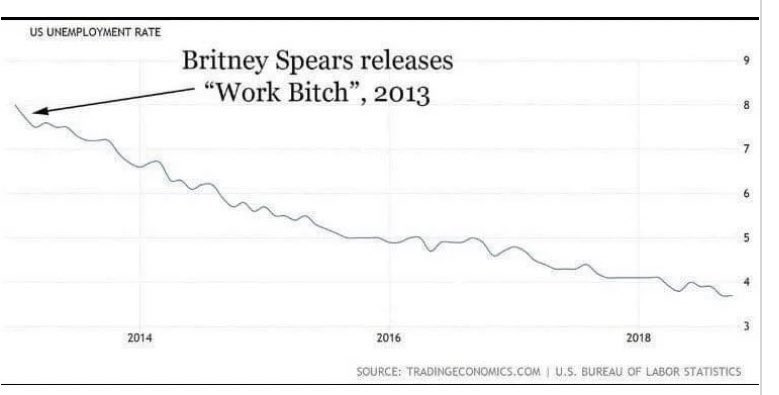 US UNEMPLOYMENT RATE
Britney Spears releases
“Work Bitch”, 2013
9
8
7
6
5
4
3
2014
2016
2018
SOURCE: TRADINGECONOMICS.COM | U.S. BUREAU OF LABOR STATISTICS